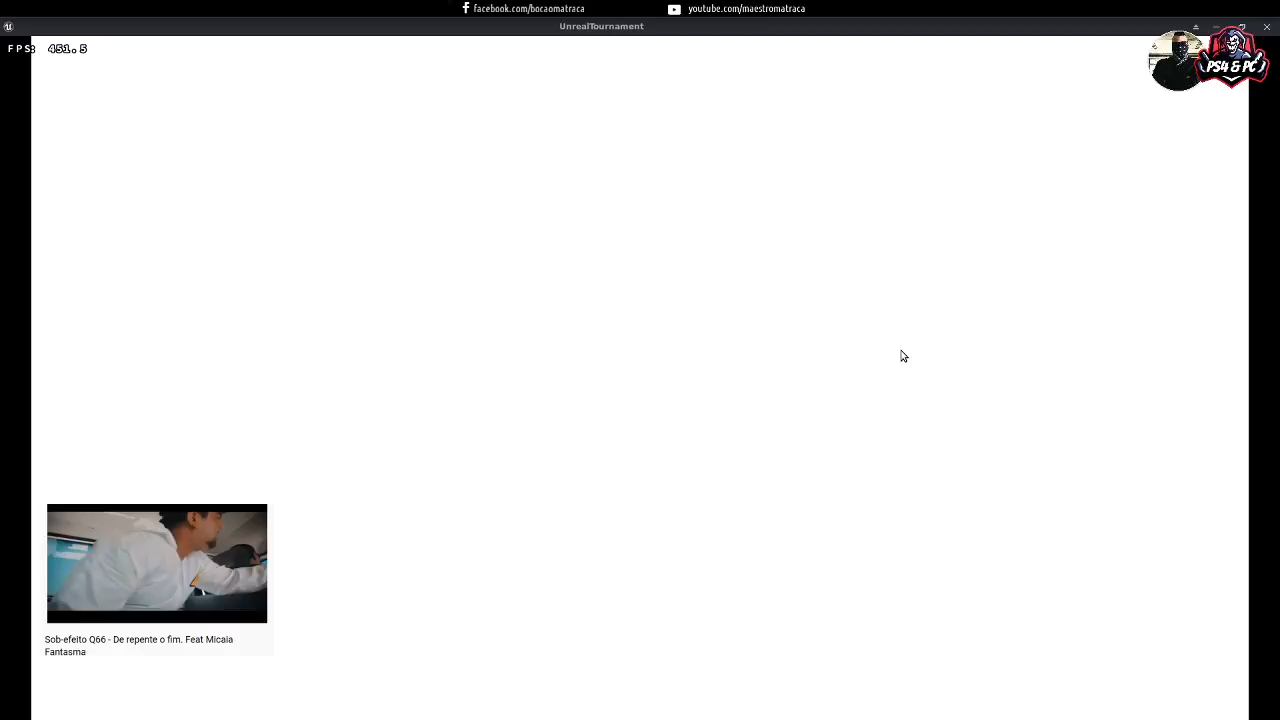 facebook.com/bocaomatraca
youtube.com/maestromatraca
UnrealTournament
FPS: 451.5
PS4 & PC
Sob-efeito Q66 - De repente o fim. Feat Micaia
Fantasma